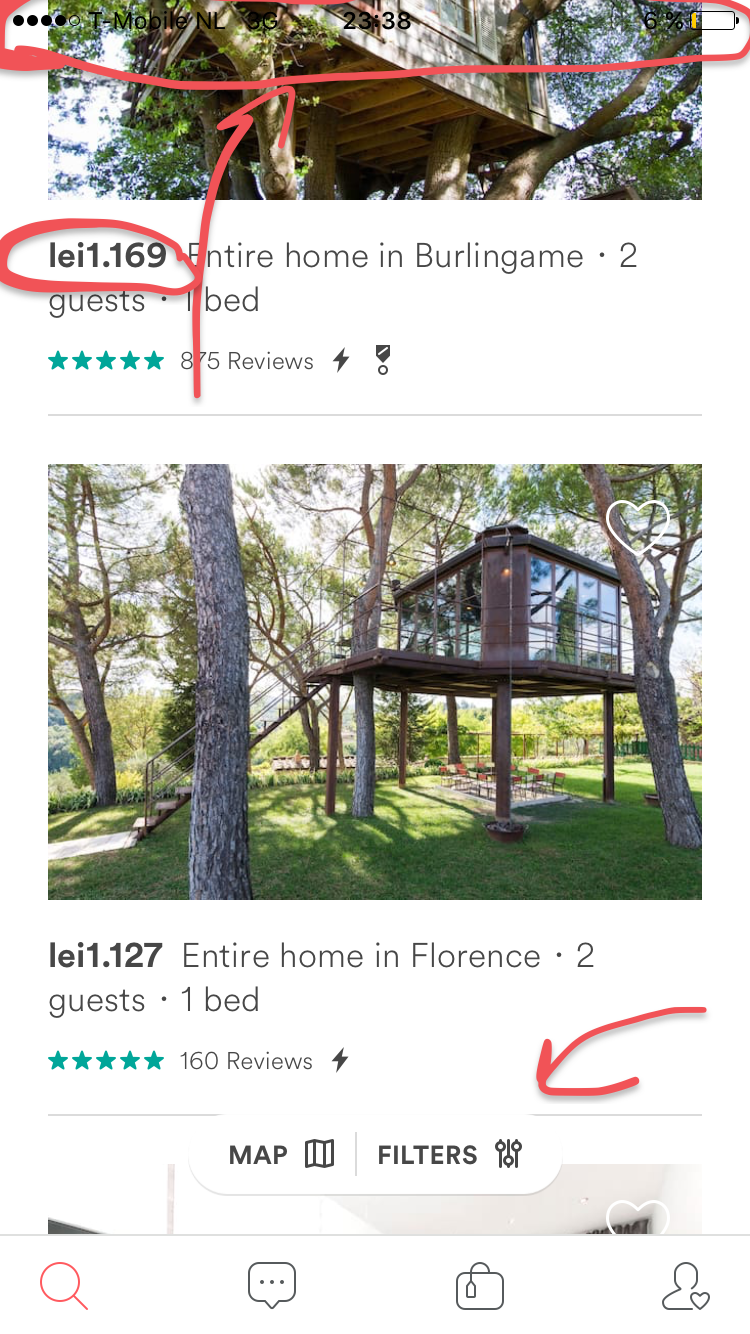 T-Mobile NL 3G 23:38 6 %
lei1.169 Entire home in Burlingame · 2
guests · 1 bed
875 Reviews
lei1.127 Entire home in Florence · 2
guests · 1 bed
160 Reviews
MAP FILTERS